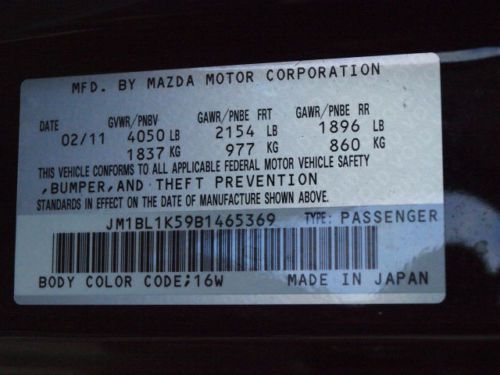 MFD. BY MAZDA MOTOR CORPORATION
DATE GVWR/PNBV GAWR/PNBE FRT GAWR/PNBE RR
02/11 4050 LB 2154 LB 1896 LB
1837 KG 977 KG 860 KG
THIS VEHICLE CONFORMS TO ALL APPLICABLE FEDERAL MOTOR VEHICLE SAFETY
,BUMPER,AND THEFT PREVENTION
STANDARDS IN EFFECT ON THE DATE OF MANUFACTURE SHOWN ABOVE.
JM1BL1K59B1465369 TYPE: PASSENGER
BODY COLOR CODE;16W MADE IN JAPAN